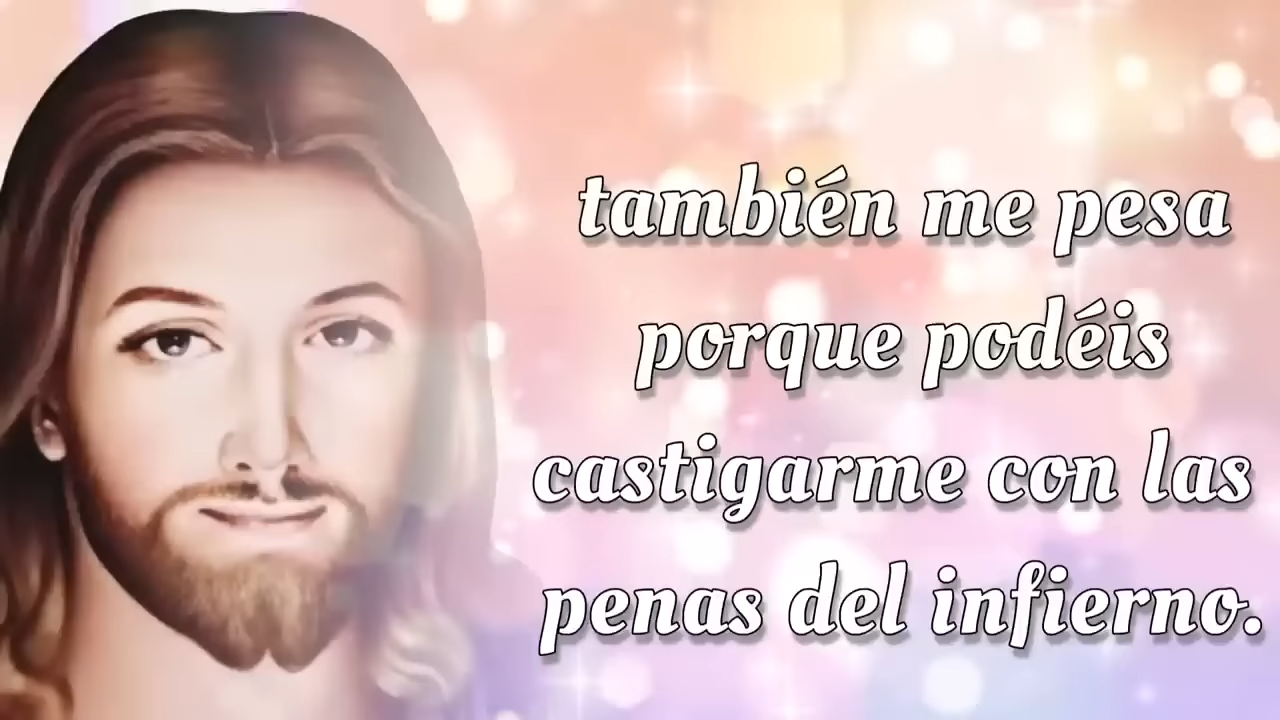 también me pesa
porque podéis
castigarme con las
penas del infierno.